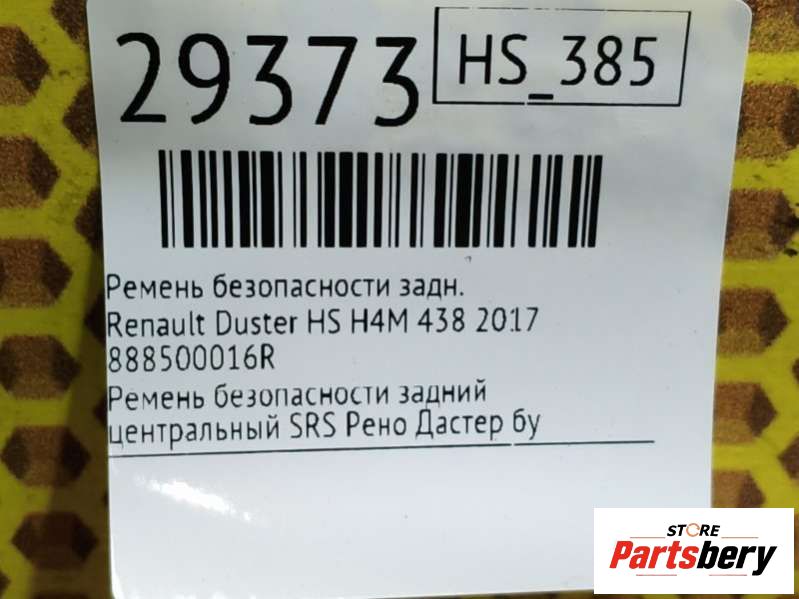 29373
HS_385
Ремень безопасности задн.
Renault Duster HS H4M 438 2017
888500016R
Ремень безопасности задний
центральный SRS Рено Дастер бу
STORE
Partsbery